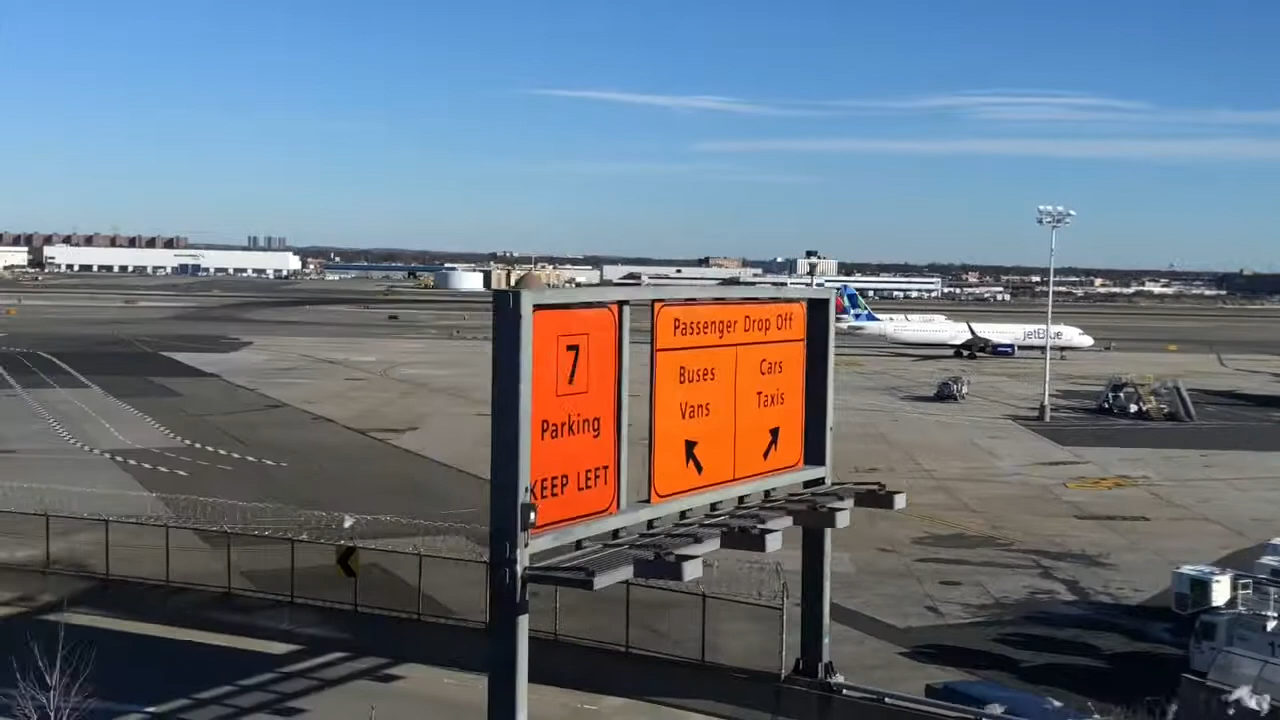 7
Parking
KEEP LEFT
Passenger Drop Off
Buses
Vans
Cars
Taxis
jetBlue